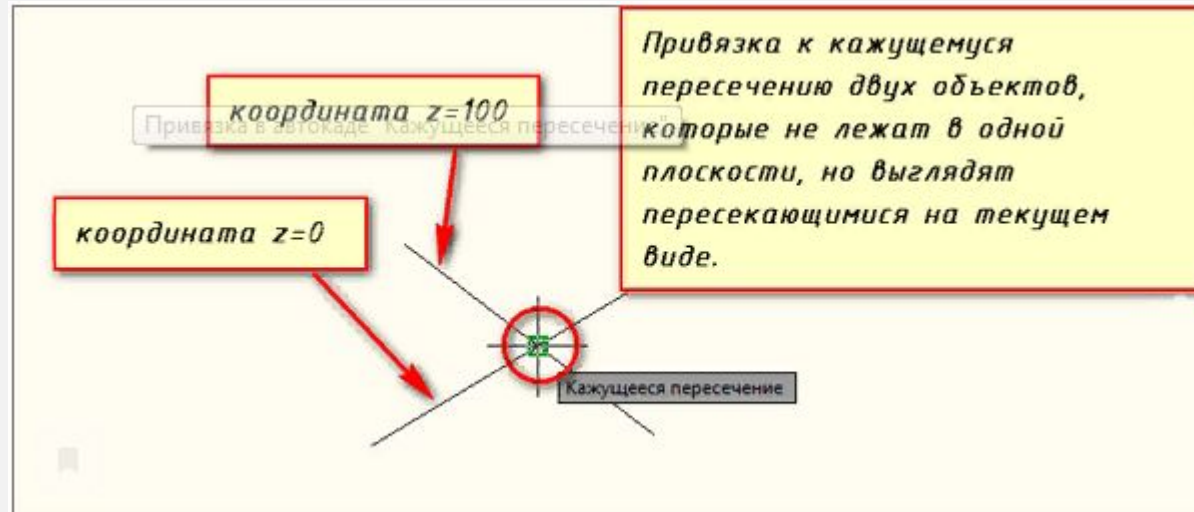 Привязка к кажущемуся
пересечению двух объектов,
которые не лежат в одной
плоскости, но выглядят
пересекающимися на текущем
виде.
координата z=100
Привязка в автокаде "Кажущееся пересечение"
координата z=0
Кажущееся пересечение